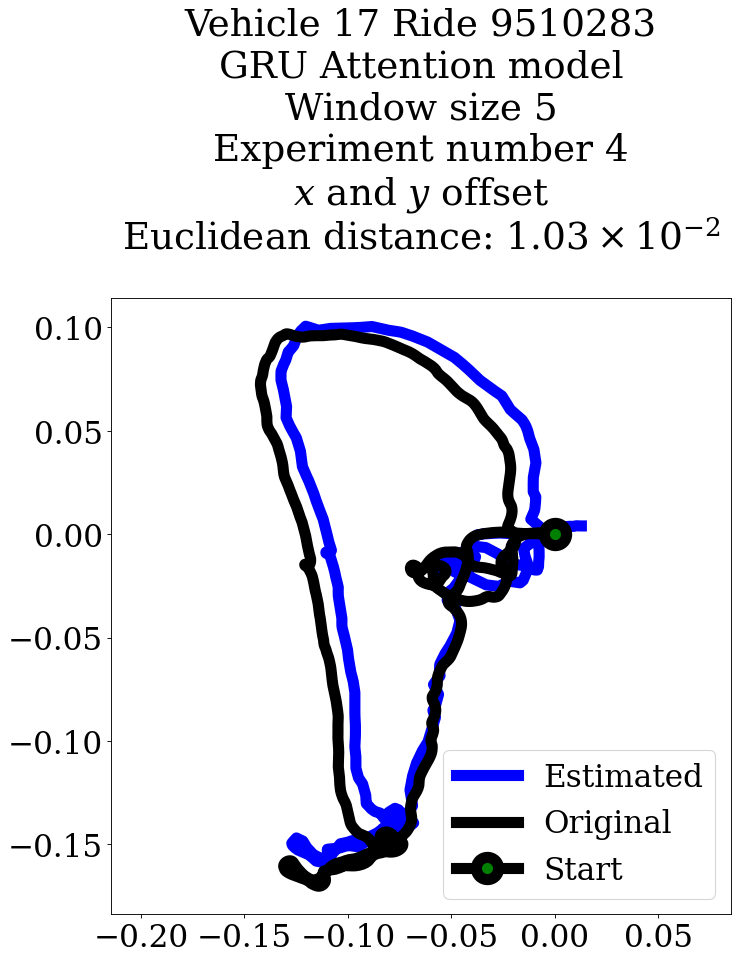 Vehicle 17 Ride 9510283
GRU Attention model
Window size 5
Experiment number 4
x and y offset
Euclidean distance: 1.03 × 10⁻²
0.10
0.05
0.00
−0.05
−0.10
−0.15
Estimated
Original
Start
−0.20 −0.15 −0.10 −0.05 0.00 0.05